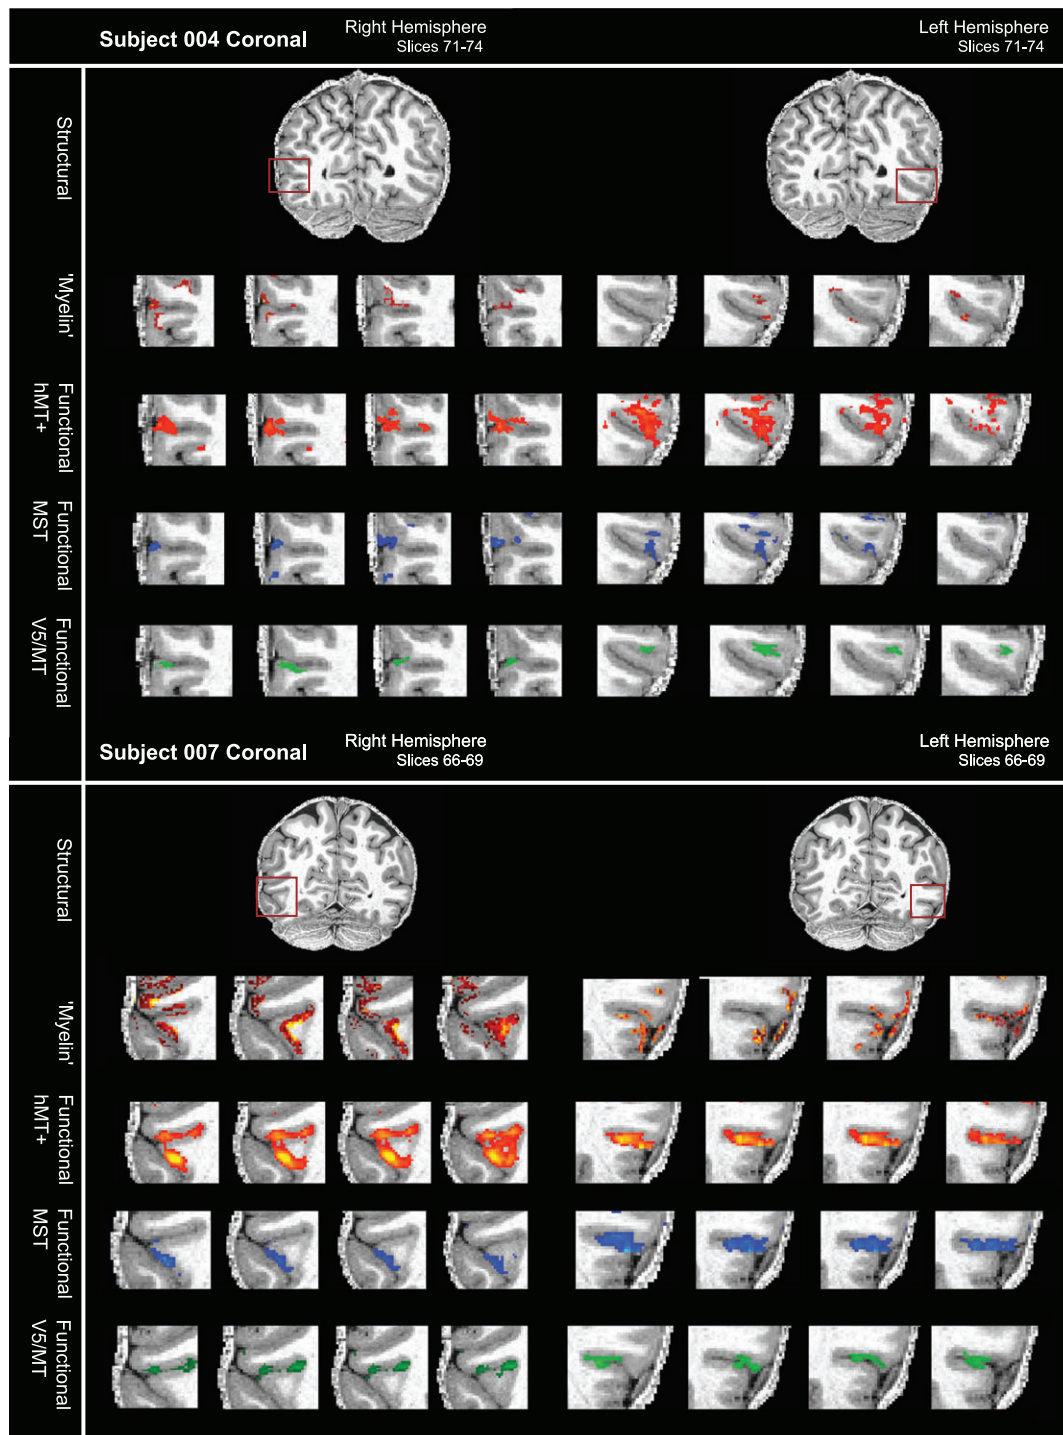 Subject 004 Coronal
Right Hemisphere
Slices 71-74
Left Hemisphere
Slices 71-74
Structural
'Myelin'
Functional
hMT+
Functional
MST
Functional
V5/MT
Subject 007 Coronal
Right Hemisphere
Slices 66-69
Left Hemisphere
Slices 66-69
Structural
'Myelin'
Functional
hMT+
Functional
MST
Functional
V5/MT